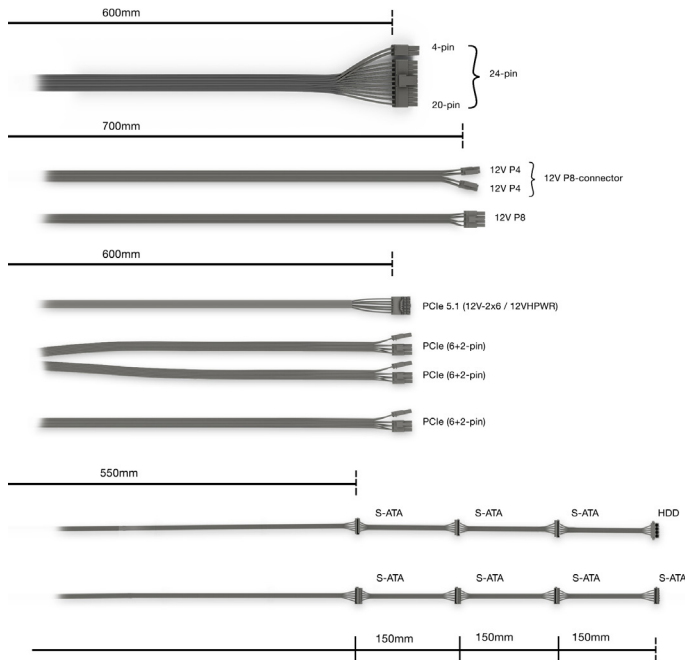 600mm
4-pin
24-pin
20-pin
700mm
12V P4
12V P8-connector
12V P4
12V P8
600mm
PCIe 5.1 (12V-2x6 / 12VHPWR)
PCIe (6+2-pin)
PCIe (6+2-pin)
PCIe (6+2-pin)
550mm
S-ATA S-ATA S-ATA HDD
S-ATA S-ATA S-ATA S-ATA
150mm 150mm 150mm